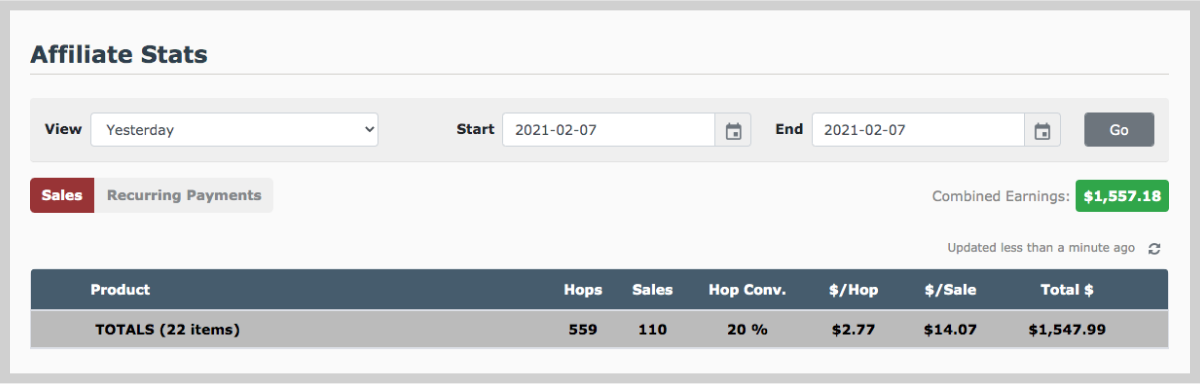 Affiliate Stats
View Yesterday Start 2021-02-07 End 2021-02-07 Go
Sales Recurring Payments Combined Earnings: $1,557.18
Updated less than a minute ago
Product Hops Sales Hop Conv. $/Hop $/Sale Total $
TOTALS (22 items) 559 110 20 % $2.77 $14.07 $1,547.99